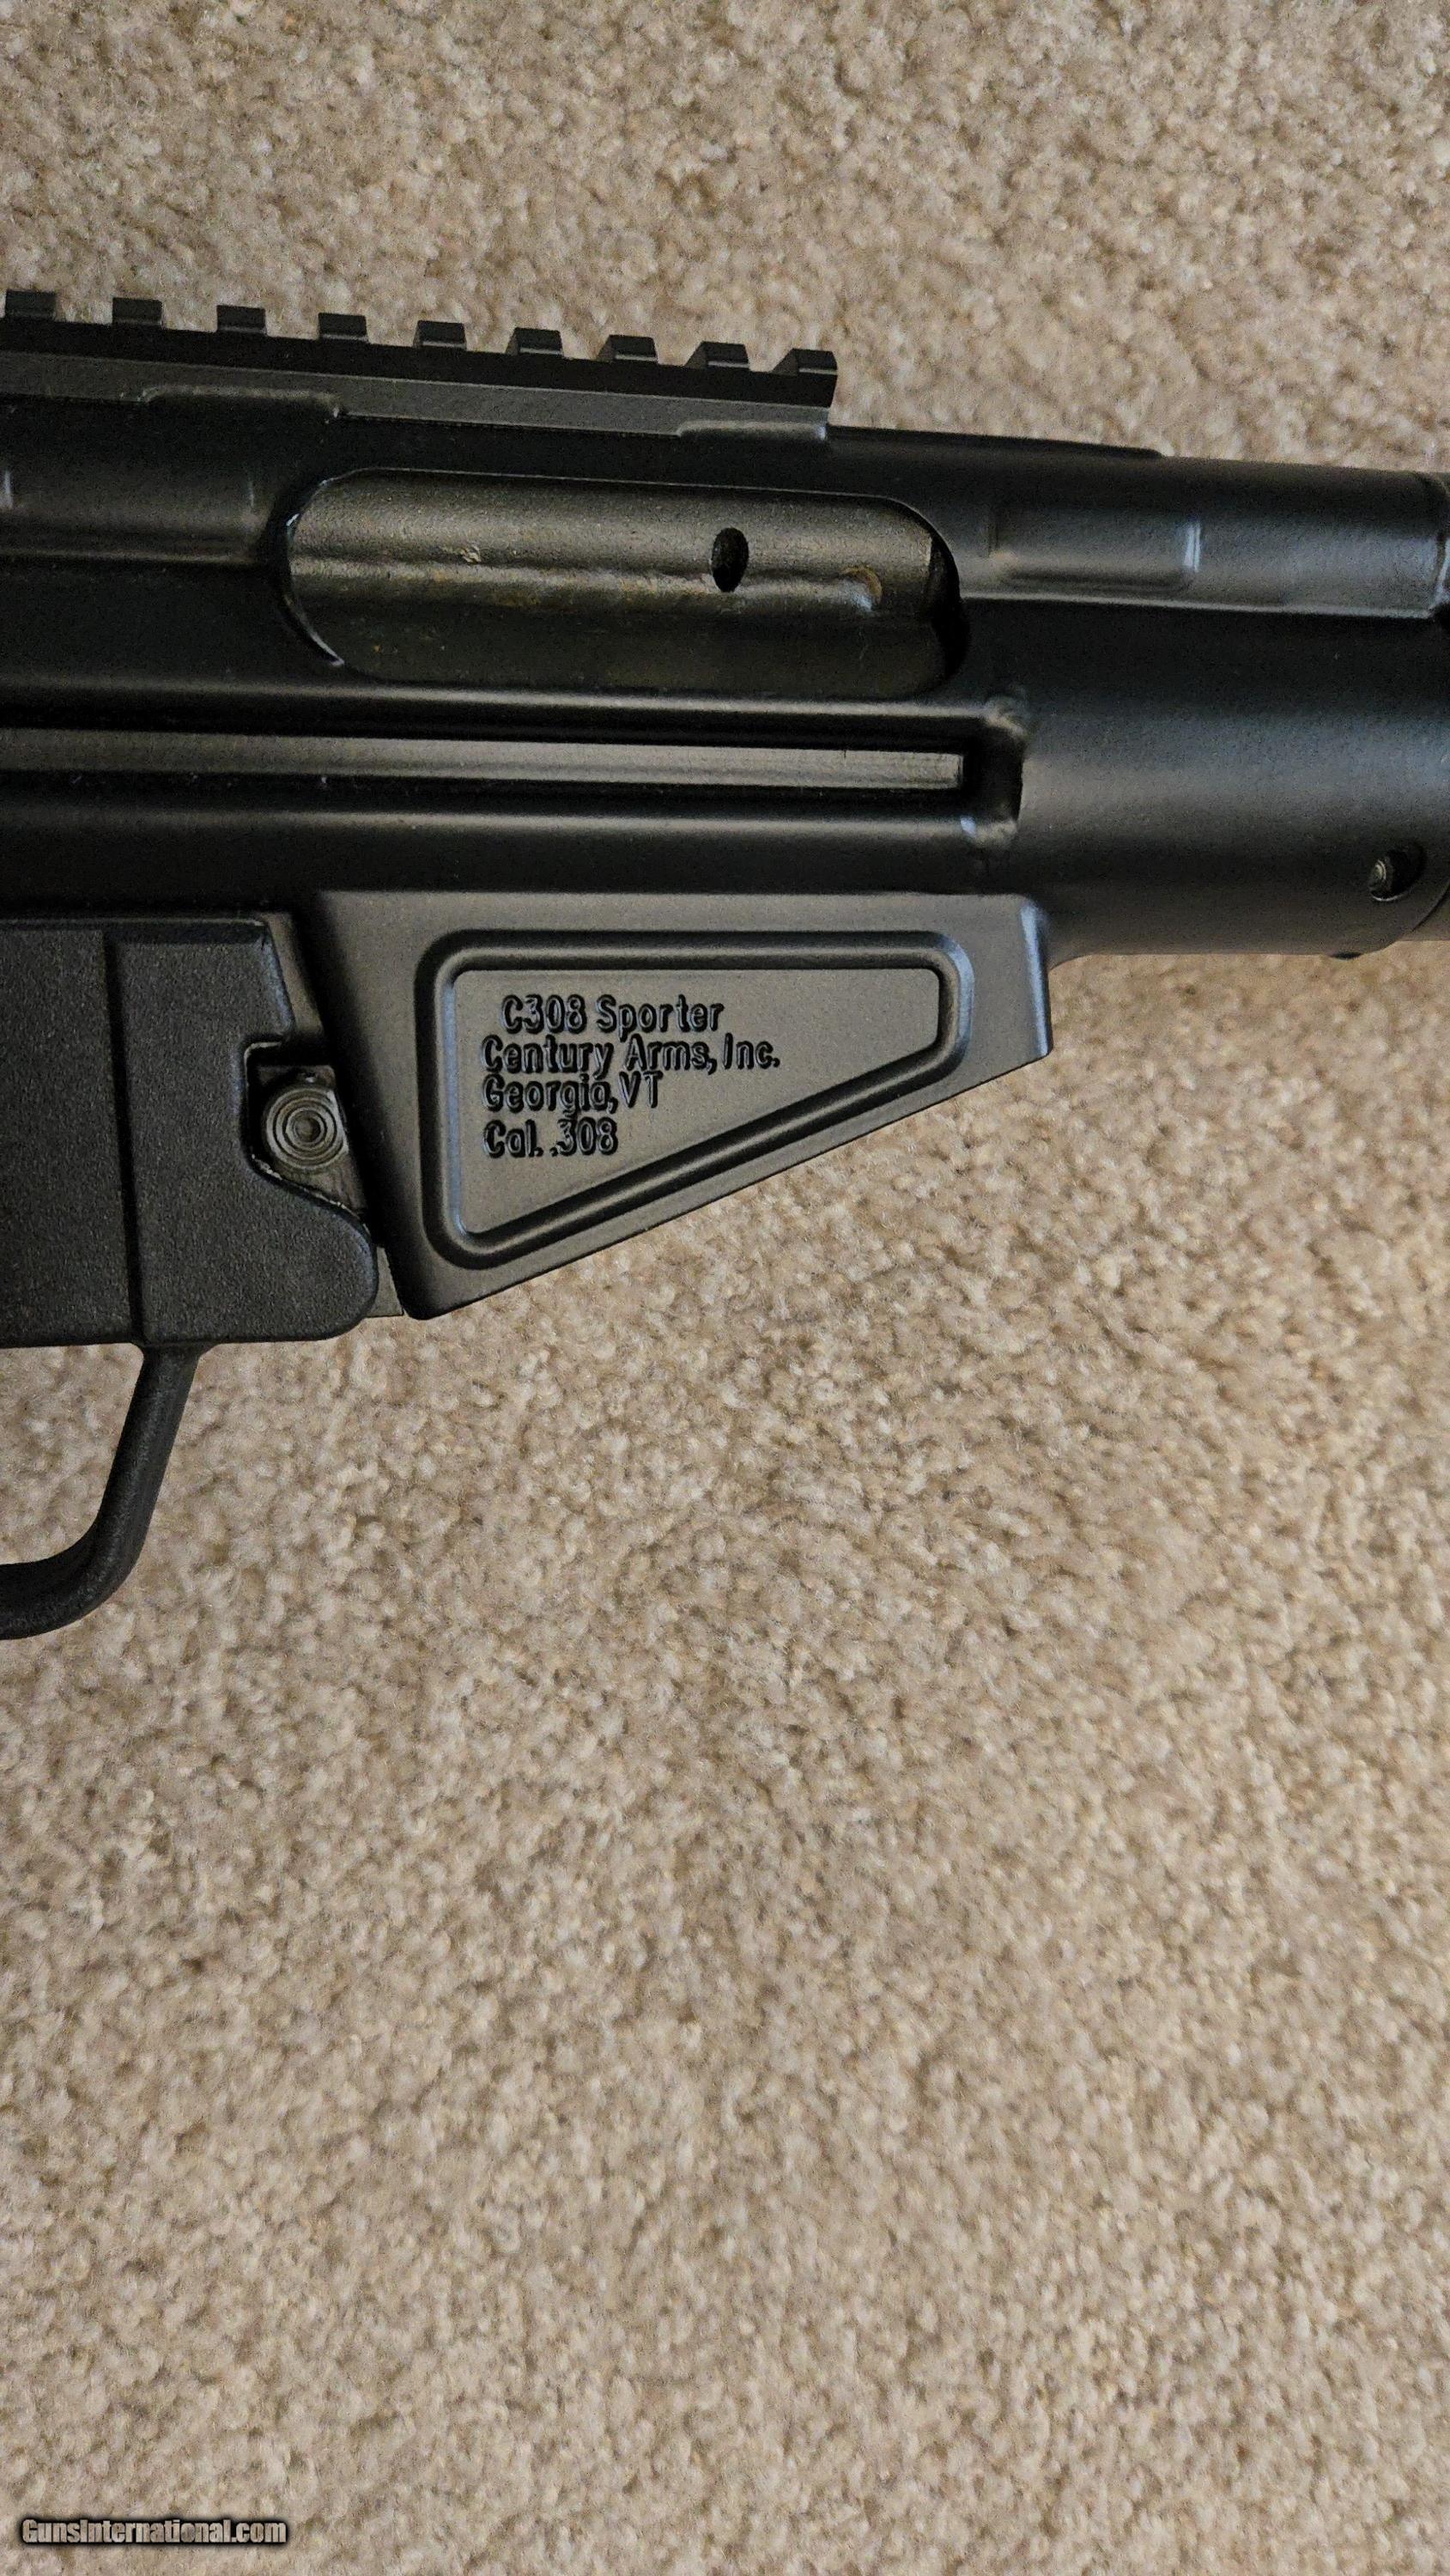 C308 Sporter
Century Arms, Inc.
Georgia, VT
Cal. .308
GunsInternational.com